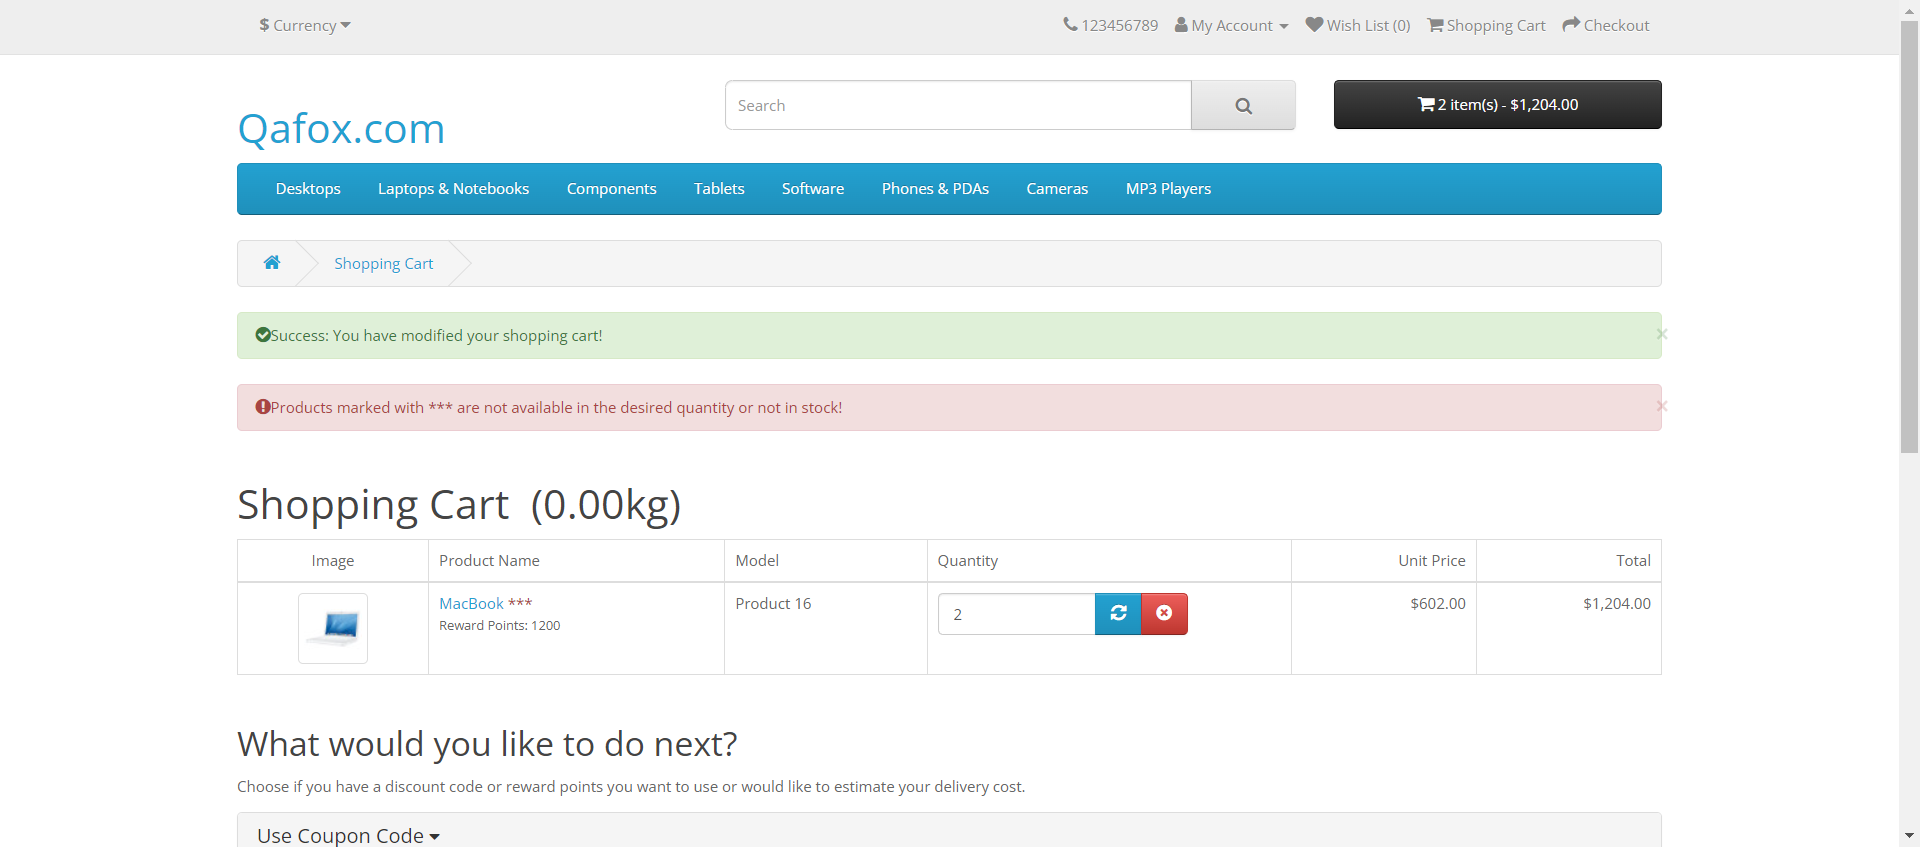 $ Currency
123456789 My Account Wish List (0) Shopping Cart Checkout
Search
2 item(s) - $1,204.00
Qafox.com
Desktops Laptops & Notebooks Components Tablets Software Phones & PDAs Cameras MP3 Players
Shopping Cart
Success: You have modified your shopping cart! ×
Products marked with *** are not available in the desired quantity or not in stock! ×
Shopping Cart (0.00kg)
Image Product Name Model Quantity Unit Price Total
MacBook *** Product 16 2 $602.00 $1,204.00
Reward Points: 1200
What would you like to do next?
Choose if you have a discount code or reward points you want to use or would like to estimate your delivery cost.
Use Coupon Code